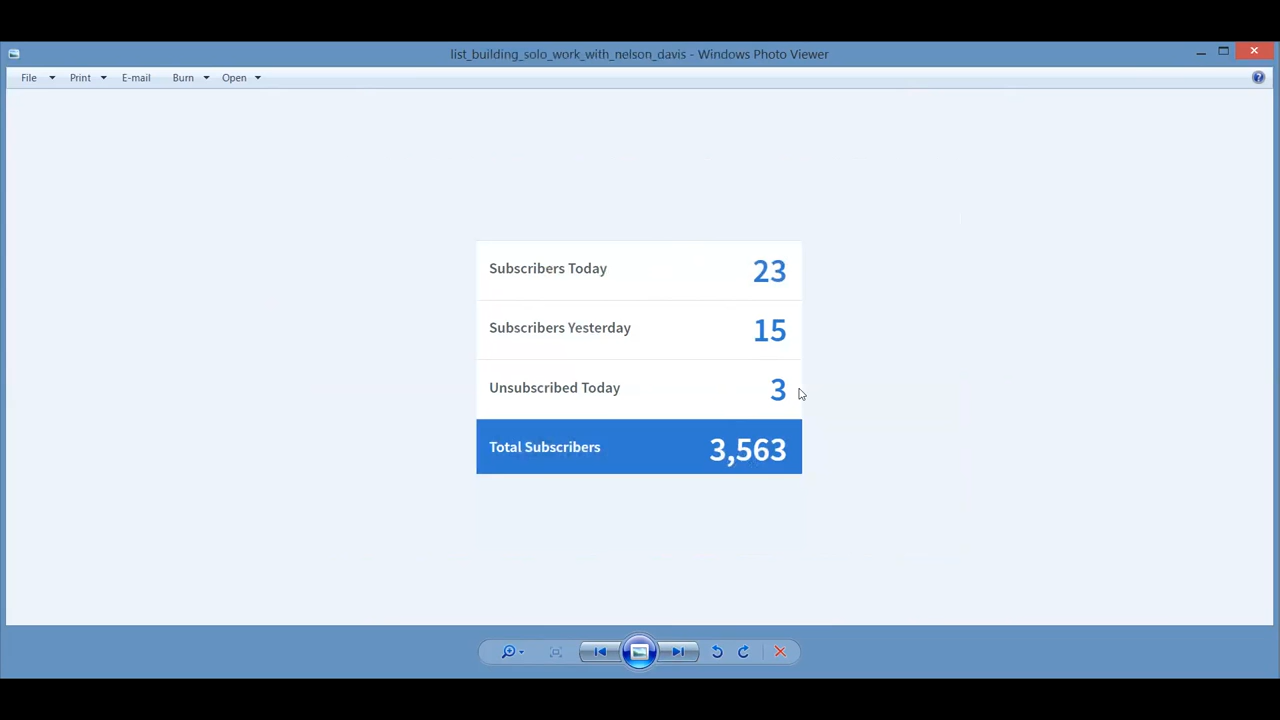 list_building_solo_work_with_nelson_davis - Windows Photo Viewer
File Print E-mail Burn Open
Subscribers Today 23
Subscribers Yesterday 15
Unsubscribed Today 3
Total Subscribers 3,563